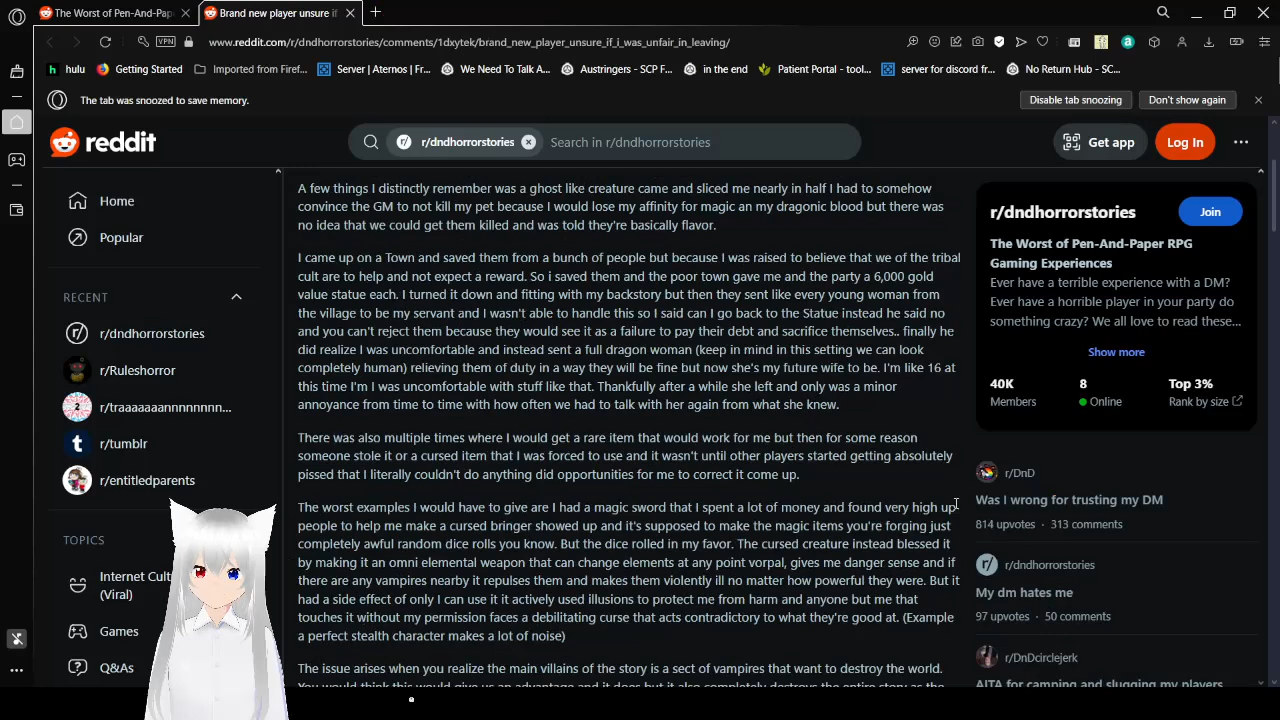 The Worst of Pen-And-Pap
Brand new player unsure if i
VPN
www.reddit.com/r/dndhorrorstories/comments/1dxytek/brand_new_player_unsure_if_i_was_unfair_in_leaving/
hulu
Getting Started
Imported from Firef...
Server | Aternos | Fr...
We Need To Talk A...
Austringers - SCP F...
in the end
Patient Portal - tool...
server for discord fr...
No Return Hub - SC...
The tab was snoozed to save memory.
Disable tab snoozing
Don't show again
reddit
r/dndhorrorstories
Search in r/dndhorrorstories
Get app
Log In
Home
Popular
RECENT
r/dndhorrorstories
r/Ruleshorror
r/traaaaaaannnnnnnn...
r/tumblr
r/entitledparents
TOPICS
Internet Cult
(Viral)
Games
Q&As
A few things I distinctly remember was a ghost like creature came and sliced me nearly in half I had to somehow
convince the GM to not kill my pet because I would lose my affinity for magic an my dragonic blood but there was
no idea that we could get them killed and was told they're basically flavor.
I came up on a Town and saved them from a bunch of people but because I was raised to believe that we of the tribal
cult are to help and not expect a reward. So i saved them and the poor town gave me and the party a 6,000 gold
value statue each. I turned it down and fitting with my backstory but then they sent like every young woman from
the village to be my servant and I wasn't able to handle this so I said can I go back to the Statue instead he said no
and you can't reject them because they would see it as a failure to pay their debt and sacrifice themselves.. finally he
did realize I was uncomfortable and instead sent a full dragon woman (keep in mind in this setting we can look
completely human) relieving them of duty in a way they will be fine but now she's my future wife to be. I'm like 16 at
this time I'm I was uncomfortable with stuff like that. Thankfully after a while she left and only was a minor
annoyance from time to time with how often we had to talk with her again from what she knew.
There was also multiple times where I would get a rare item that would work for me but then for some reason
someone stole it or a cursed item that I was forced to use and it wasn't until other players started getting absolutely
pissed that I literally couldn't do anything did opportunities for me to correct it come up.
The worst examples I would have to give are I had a magic sword that I spent a lot of money and found very high up
people to help me make a cursed bringer showed up and it's supposed to make the magic items you're forging just
completely awful random dice rolls you know. But the dice rolled in my favor. The cursed creature instead blessed it
by making it an omni elemental weapon that can change elements at any point vorpal, gives me danger sense and if
there are any vampires nearby it repulses them and makes them violently ill no matter how powerful they were. But it
had a side effect of only I can use it it actively used illusions to protect me from harm and anyone but me that
touches it without my permission faces a debilitating curse that acts contradictory to what they're good at. (Example
a perfect stealth character makes a lot of noise)
The issue arises when you realize the main villains of the story is a sect of vampires that want to destroy the world.
You would think this would give us an advantage and it does but it also completely destroys the entire story as the
r/dndhorrorstories
Join
The Worst of Pen-And-Paper RPG
Gaming Experiences
Ever have a terrible experience with a DM?
Ever have a horrible player in your party do
something crazy? We all love to read these...
Show more
40K
Members
8
Online
Top 3%
Rank by size
r/DnD
Was I wrong for trusting my DM
814 upvotes · 313 comments
r/dndhorrorstories
My dm hates me
97 upvotes · 50 comments
r/DnDcirclejerk
AITA for camping and slugging my players